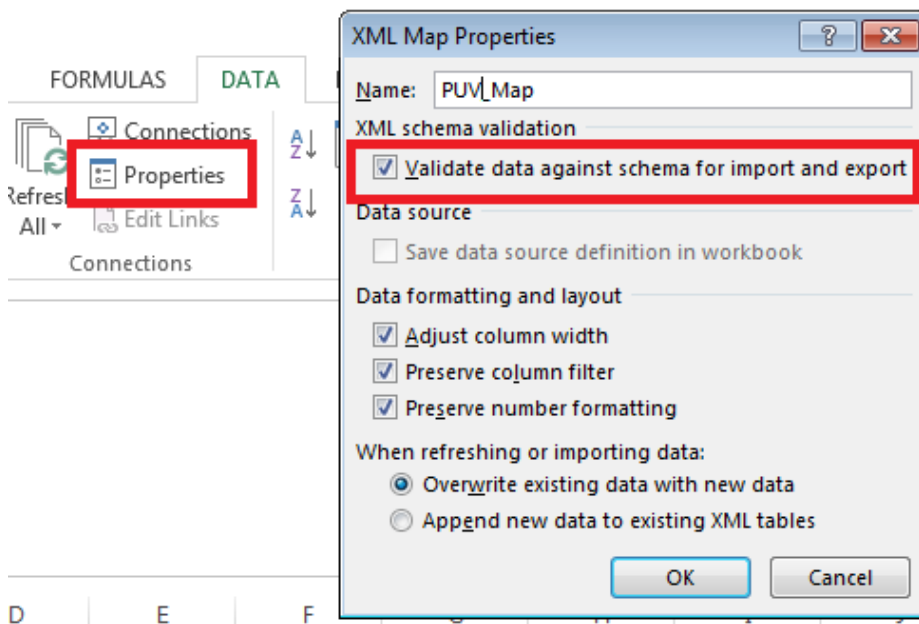 FORMULAS DATA
Connections
Properties
All
Edit Links
Connections
XML Map Properties
Name: PUV_Map
XML schema validation
Validate data against schema for import and export
Data source
Save data source definition in workbook
Data formatting and layout
Adjust column width
Preserve column filter
Preserve number formatting
When refreshing or importing data:
Overwrite existing data with new data
Append new data to existing XML tables
OK Cancel
D E F